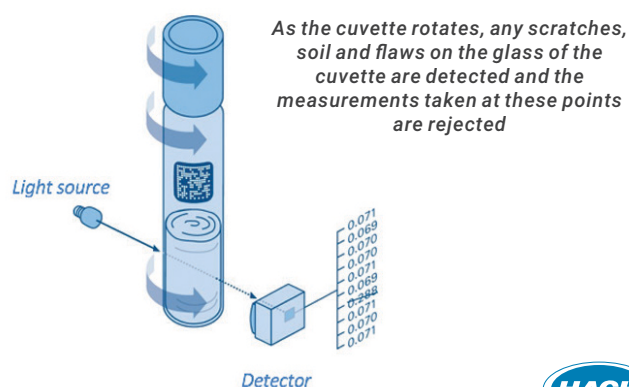 As the cuvette rotates, any scratches,
soil and flaws on the glass of the
cuvette are detected and the
measurements taken at these points
are rejected
Light source
0.071
0.069
0.070
0.070
0.071
0.069
0.288
0.071
0.070
0.071
Detector
HACH